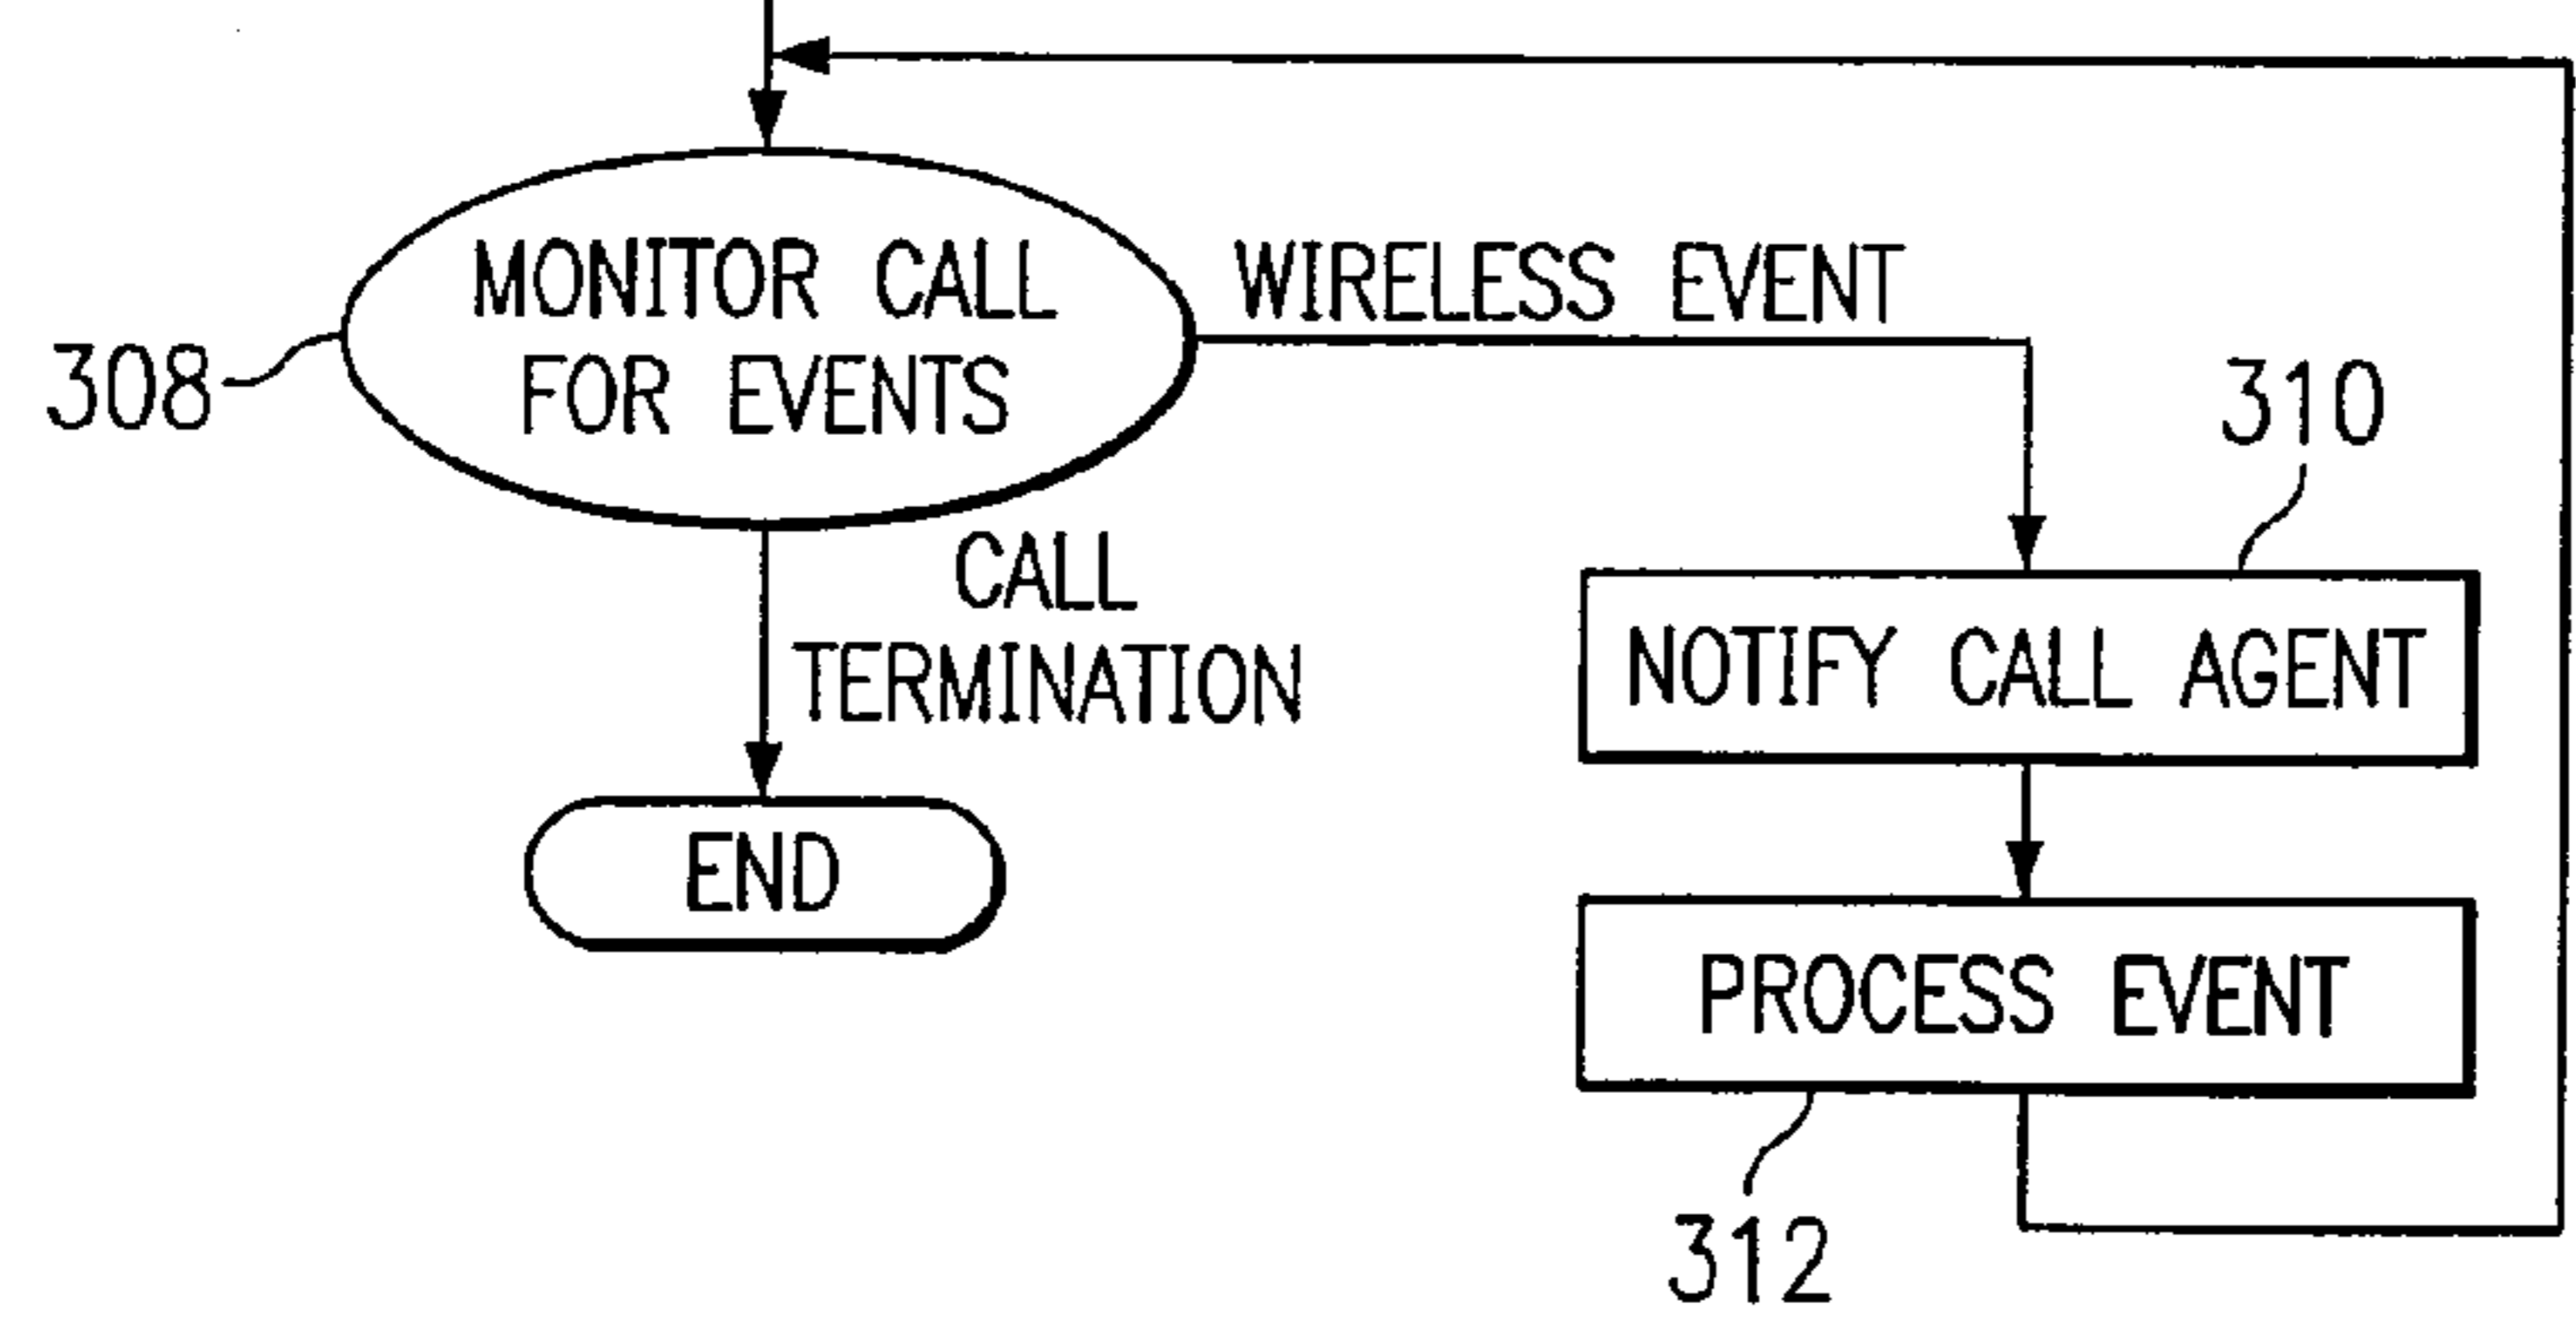 MONITOR CALL
FOR EVENTS
WIRELESS EVENT
308
310
CALL
TERMINATION
NOTIFY CALL AGENT
END
PROCESS EVENT
312